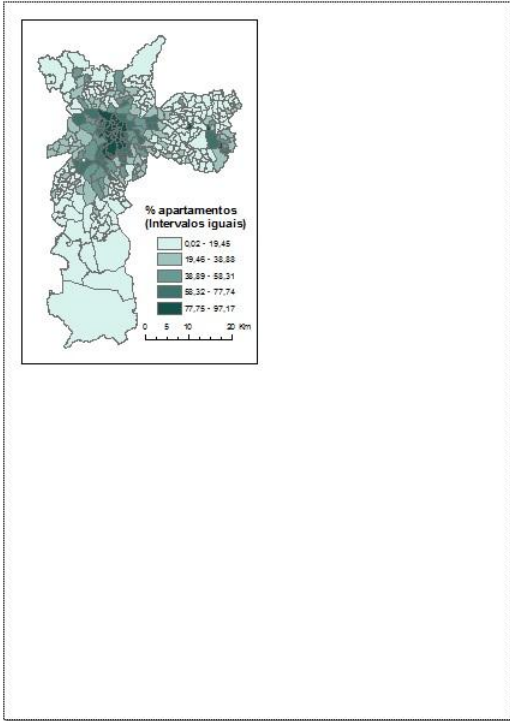 % apartamentos
(Intervalos iguais)
0,02 - 19,45
19,46 - 38,88
38,89 - 58,31
58,32 - 77,74
77,75 - 97,17
0 5 10 20 Km